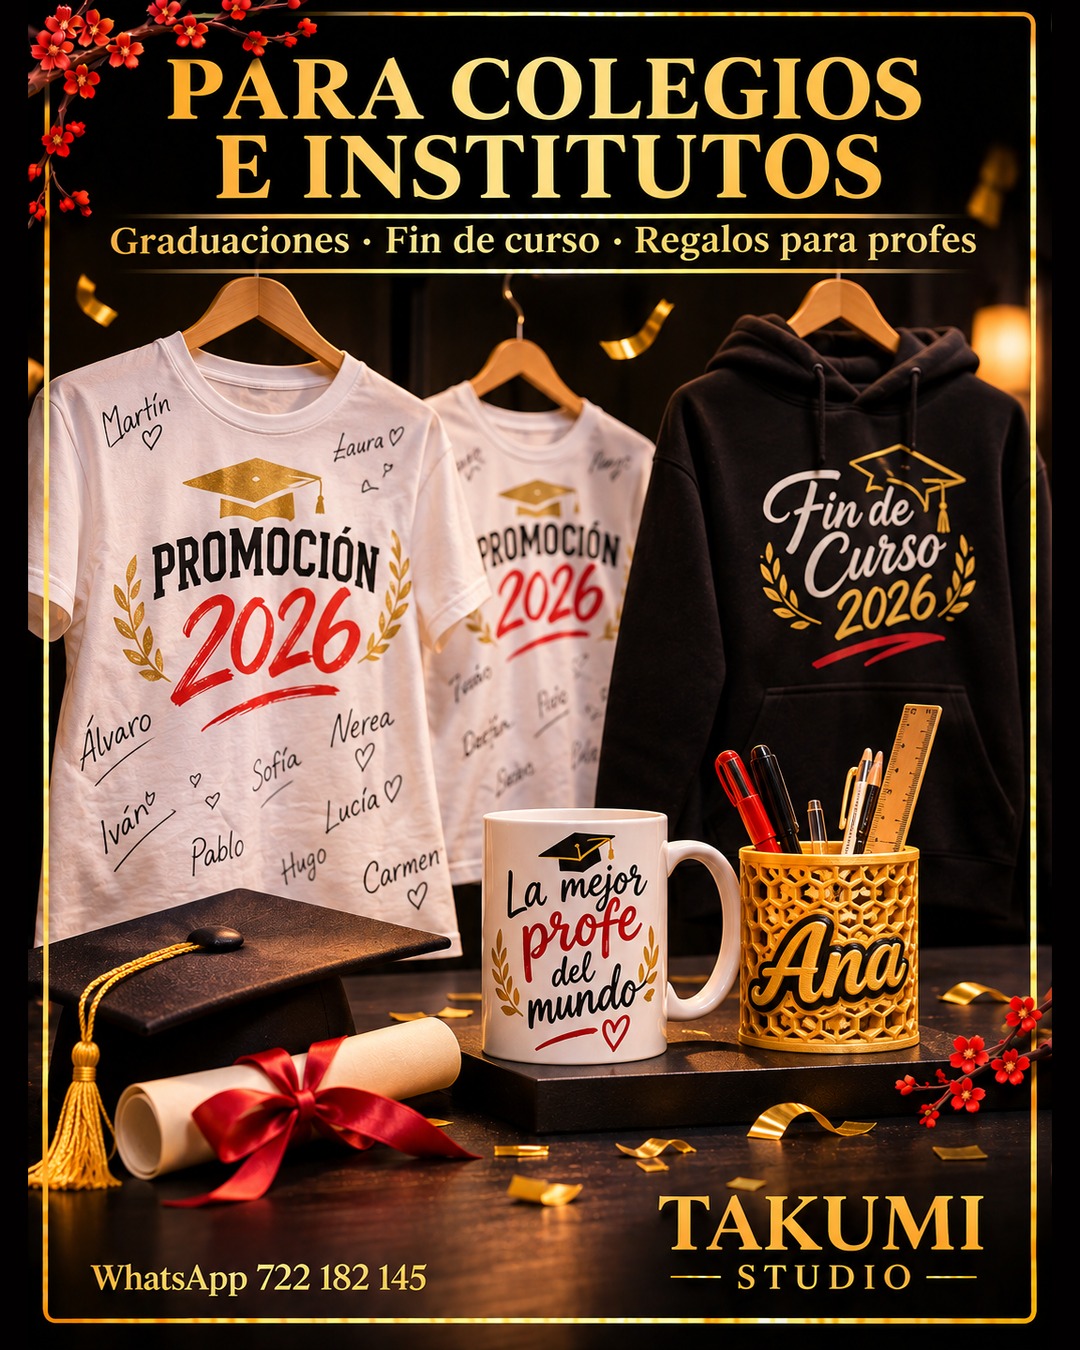 PARA COLEGIOS
E INSTITUTOS
Graduaciones · Fin de curso · Regalos para profes
Martín
Laura
PROMOCIÓN
2026
Álvaro
Nerea
Sofía
Iván
Lucía
Pablo
Hugo
Carmen
PROMOCIÓN
2026
Fin de
Curso
2026
La mejor
profe
del
mundo
Ana
WhatsApp 722 182 145
TAKUMI
STUDIO